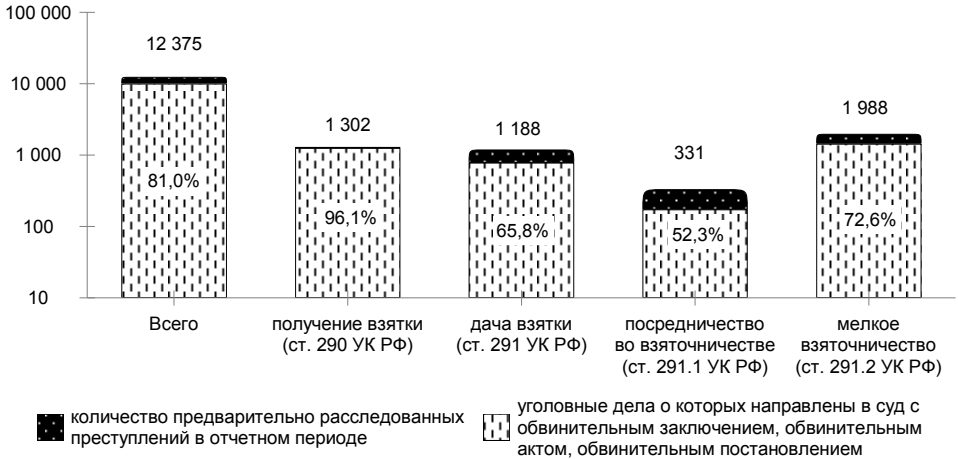 100 000
12 375
10 000
1 988
1 302
1 188
331
1 000
81,0%
96,1%
65,8%
52,3%
72,6%
100
10
Всего
получение взятки
(ст. 290 УК РФ)
дача взятки
(ст. 291 УК РФ)
посредничество
во взяточничестве
(ст. 291.1 УК РФ)
мелкое
взяточничество
(ст. 291.2 УК РФ)
количество предварительно расследованных
преступлений в отчетном периоде
уголовные дела о которых направлены в суд с
обвинительным заключением, обвинительным
актом, обвинительным постановлением